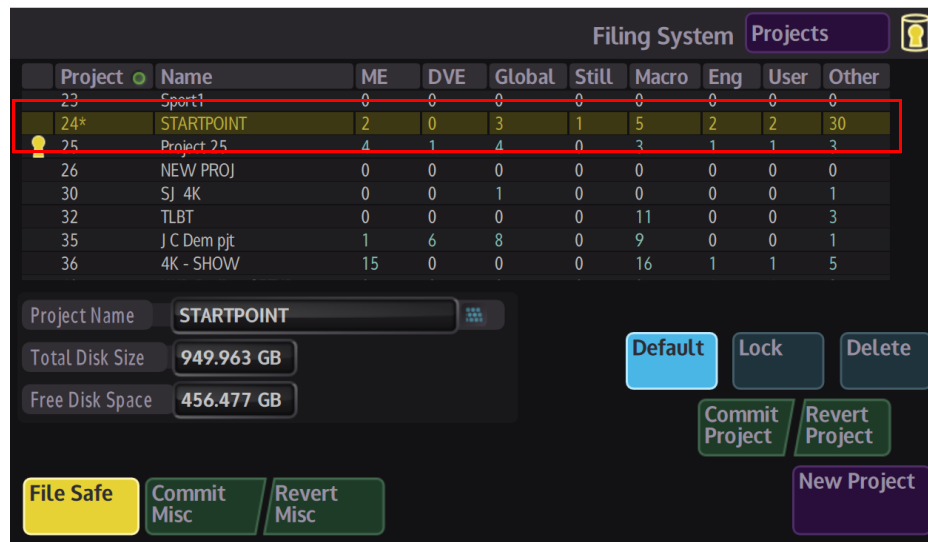 Filing System Projects
Project Name ME DVE Global Still Macro Eng User Other
23 Sport1 0 0 0 0 0 0 0 0
24* STARTPOINT 2 0 3 1 5 2 2 30
25 Project 25 4 1 4 0 3 1 1 3
26 NEW PROJ 0 0 0 0 0 0 0 0
30 SJ 4K 0 0 1 0 0 0 0 1
32 TLBT 0 0 0 0 11 0 0 3
35 J C Dem pjt 1 6 8 0 9 0 0 1
36 4K - SHOW 15 0 0 0 16 1 1 5
Project Name STARTPOINT
Total Disk Size 949.963 GB
Free Disk Space 456.477 GB
Default Lock Delete
Commit Project Revert Project
New Project
File Safe Commit Misc Revert Misc